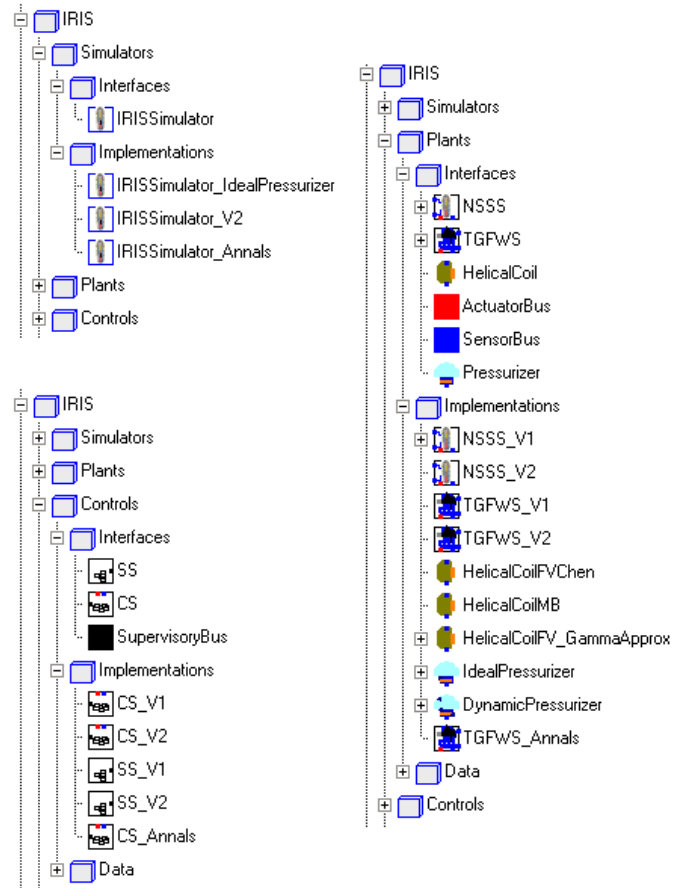 IRIS
Simulators
Interfaces
IRISSimulator
Implementations
IRISSimulator_IdealPressurizer
IRISSimulator_V2
IRISSimulator_Annals
Plants
Controls
IRIS
Simulators
Plants
Controls
Interfaces
SS
CS
SupervisoryBus
Implementations
CS_V1
CS_V2
SS_V1
SS_V2
CS_Annals
Data
IRIS
Simulators
Plants
Interfaces
NSSS
TGFWS
HelicalCoil
ActuatorBus
SensorBus
Pressurizer
Implementations
NSSS_V1
NSSS_V2
TGFWS_V1
TGFWS_V2
HelicalCoilFVChen
HelicalCoilMB
HelicalCoilFV_GammaApprox
IdealPressurizer
DynamicPressurizer
TGFWS_Annals
Data
Controls